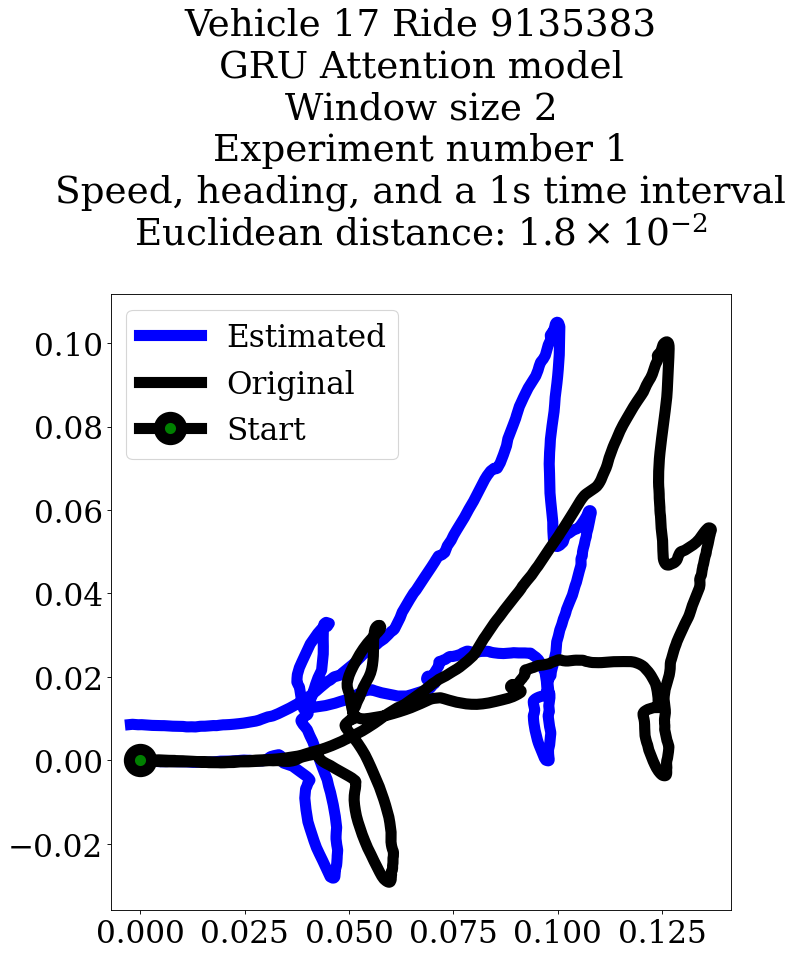 Vehicle 17 Ride 9135383
GRU Attention model
Window size 2
Experiment number 1
Speed, heading, and a 1s time interval
Euclidean distance: 1.8 × 10⁻²
Estimated
Original
Start
0.10
0.08
0.06
0.04
0.02
0.00
−0.02
0.000 0.025 0.050 0.075 0.100 0.125